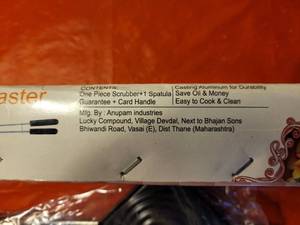 CONTENTS:
One Piece Scrubber+1 Spatula
Guarantee + Card Handle
Casting Aluminum for Durability
Save Oil & Money
Easy to Cook & Clean
aster
Mfg. By : Anupam industries
Lucky Compound, Village Devdal, Next to Bhajan Sons
Bhiwandi Road, Vasai (E), Dist Thane (Maharashtra)